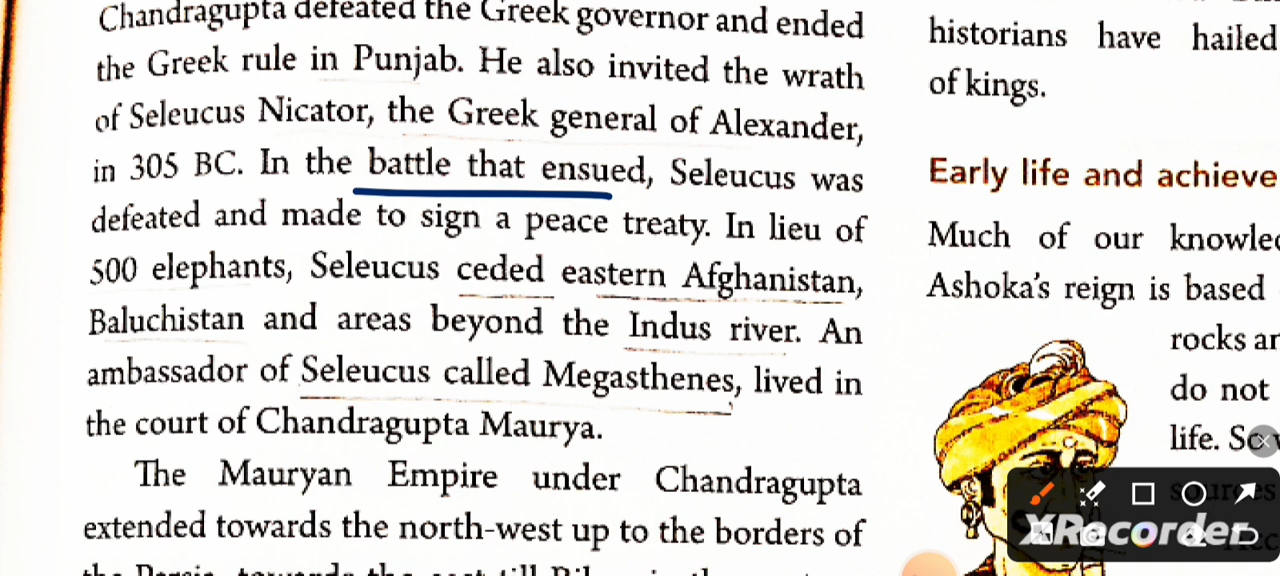 Chandragupta defeated the Greek governor and ended
the Greek rule in Punjab. He also invited the wrath
of Seleucus Nicator, the Greek general of Alexander,
in 305 BC. In the battle that ensued, Seleucus was
defeated and made to sign a peace treaty. In lieu of
500 elephants, Seleucus ceded eastern Afghanistan,
Baluchistan and areas beyond the Indus river. An
ambassador of Seleucus called Megasthenes, lived in
the court of Chandragupta Maurya.
The Mauryan Empire under Chandragupta
extended towards the north-west up to the borders of
historians have hailed
of kings.
Early life and achieve
Much of our knowled
Ashoka's reign is based
rocks ar
do not
life. So
XRecorder